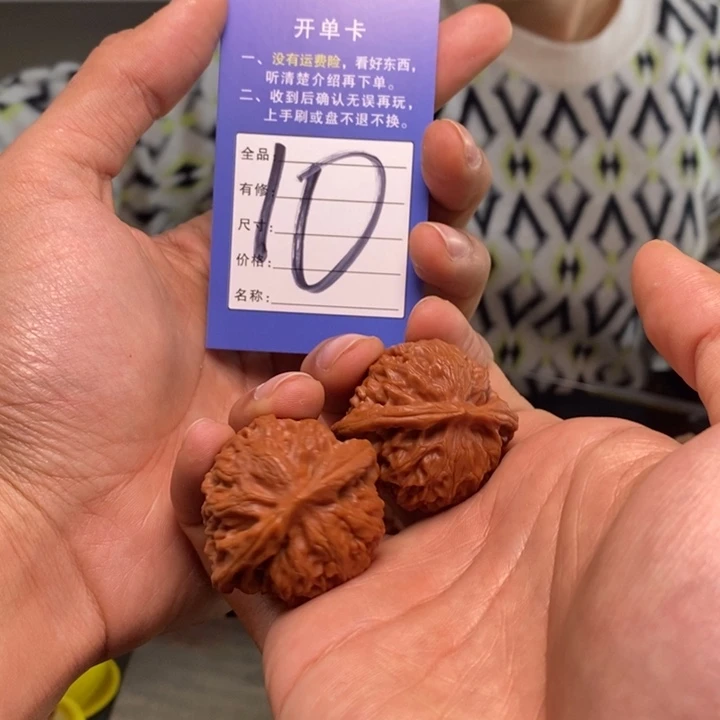 开单卡
一、没有运费险，看好东西，
听清楚介绍再下单。
二、收到后确认无误再玩，
上手刷或盘不退不换。
全品:
有修:
尺寸:
价格:
名称:
10